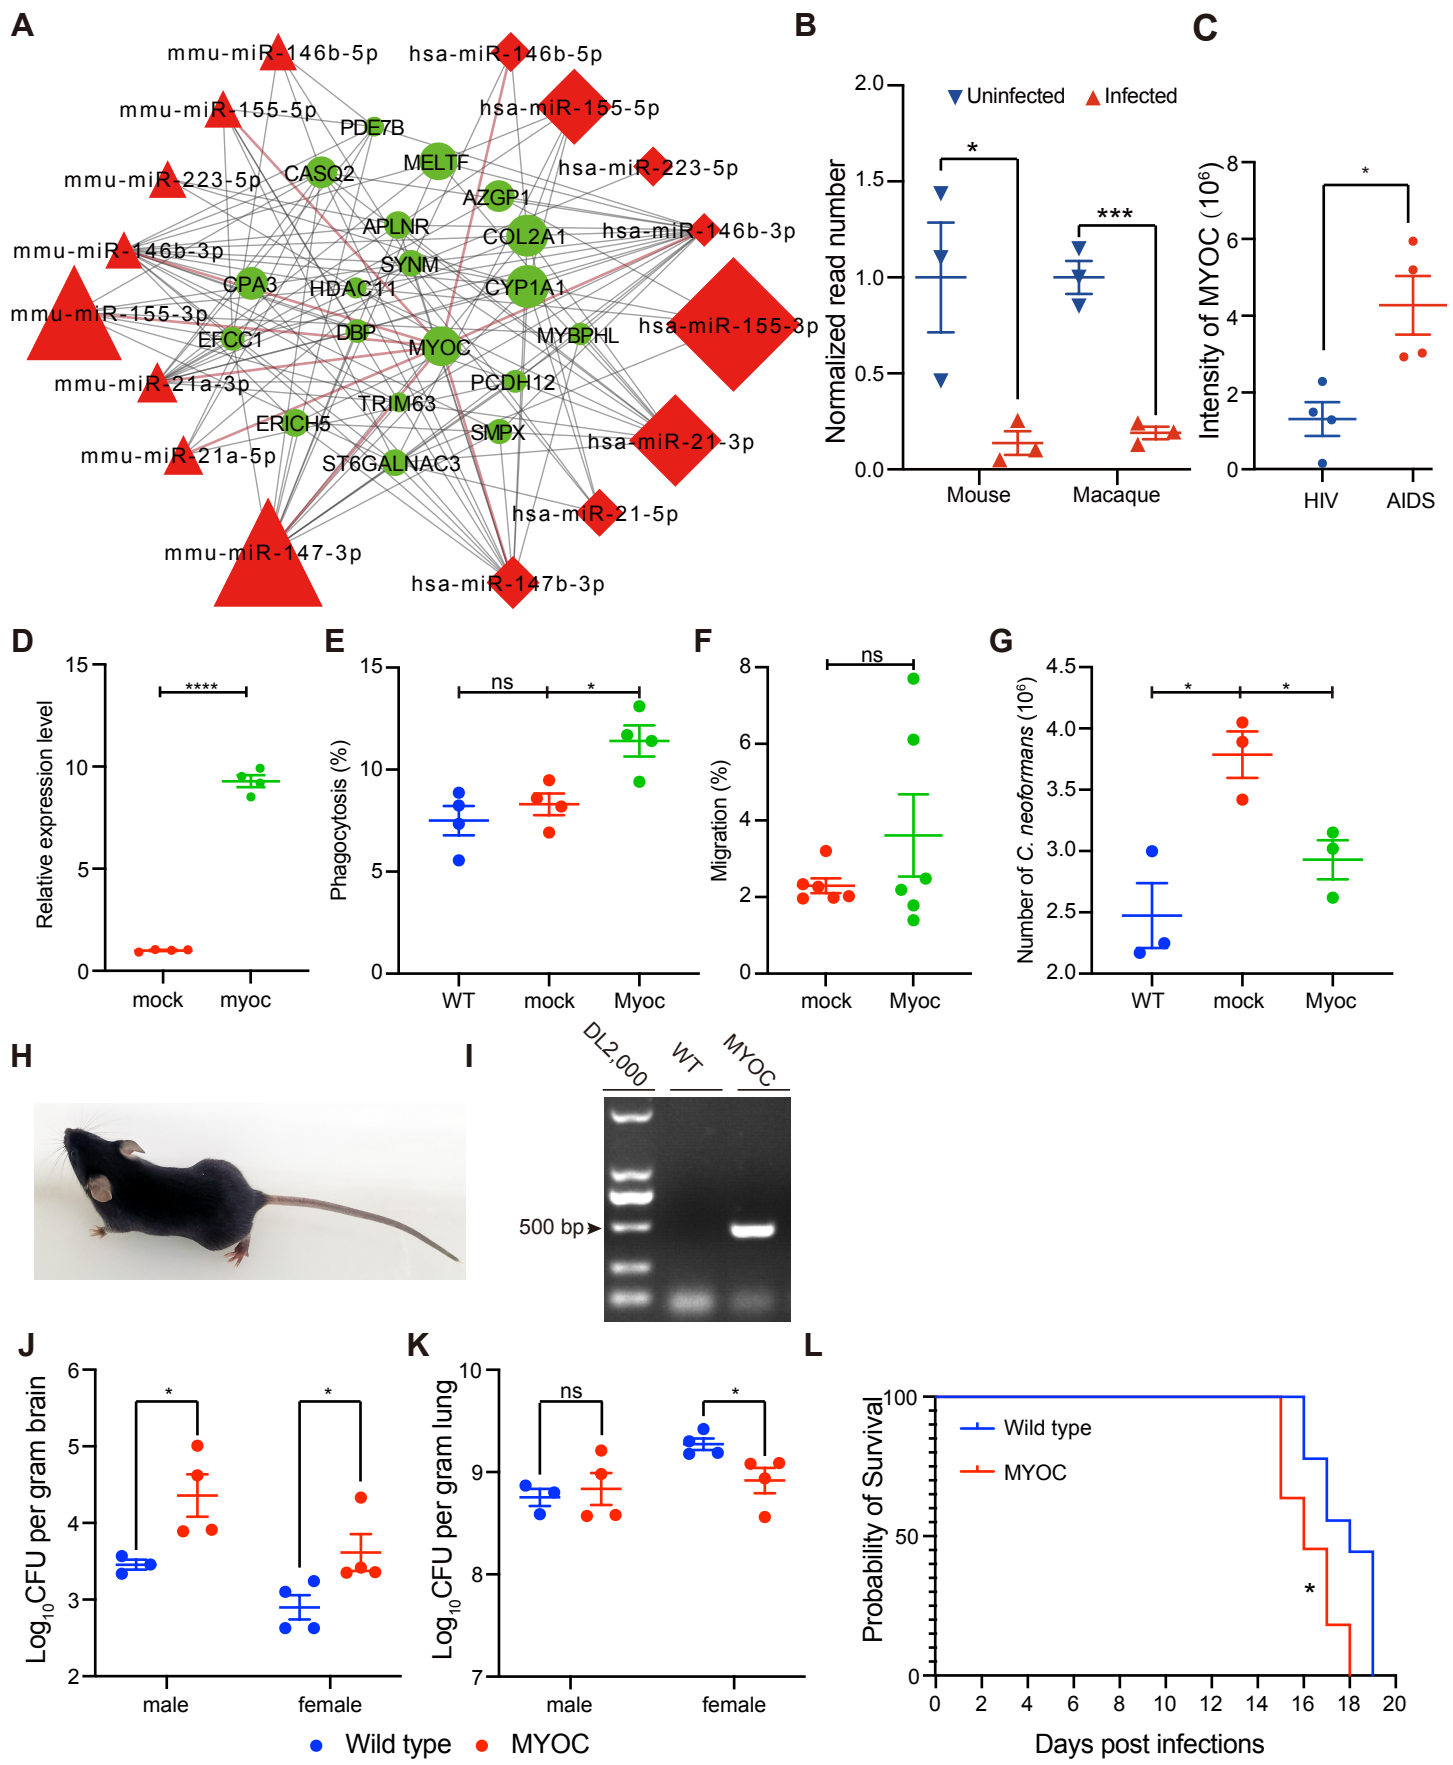 A
mmu-miR-146b-5p
hsa-miR-146b-5p
mmu-miR-155-5p
hsa-miR-155-5p
PDE7B
CASQ2
MELTF
hsa-miR-223-5p
mmu-miR-223-5p
AZGP1
APLNR
COL2A1
hsa-miR-146b-3p
mmu-miR-146b-3p
SYNM
CPA3
HDAC11
CYP1A1
mmu-miR-155-3p
hsa-miR-155-3p
EFCC1
DBP
MYOC
MYBPHL
mmu-miR-21a-3p
PCDH12
TRIM63
ERICH5
SMPX
hsa-miR-21-3p
mmu-miR-21a-5p
ST6GALNAC3
hsa-miR-21-5p
mmu-miR-147-3p
hsa-miR-147b-3p
B
Uninfected
Infected
Normalized read number
2.0
1.5
1.0
0.5
0.0
*
***
Mouse
Macaque
C
Intensity of MYOC (10⁶)
8
6
4
2
0
*
HIV
AIDS
D
Relative expression level
15
10
5
0
****
mock
myoc
E
Phagocytosis (%)
15
10
5
0
ns
*
WT
mock
Myoc
F
Migration (%)
8
6
4
2
0
ns
mock
Myoc
G
Number of C. neoformans (10⁶)
4.5
4.0
3.5
3.0
2.5
2.0
*
*
WT
mock
Myoc
H
I
DL2,000
WT
MYOC
500 bp
J
Log₁₀CFU per gram brain
6
5
4
3
2
*
*
male
female
K
Log₁₀CFU per gram lung
10
9
8
7
ns
*
male
female
Wild type
MYOC
L
Probability of Survival
100
50
0
Wild type
MYOC
*
0 2 4 6 8 10 12 14 16 18 20
Days post infections